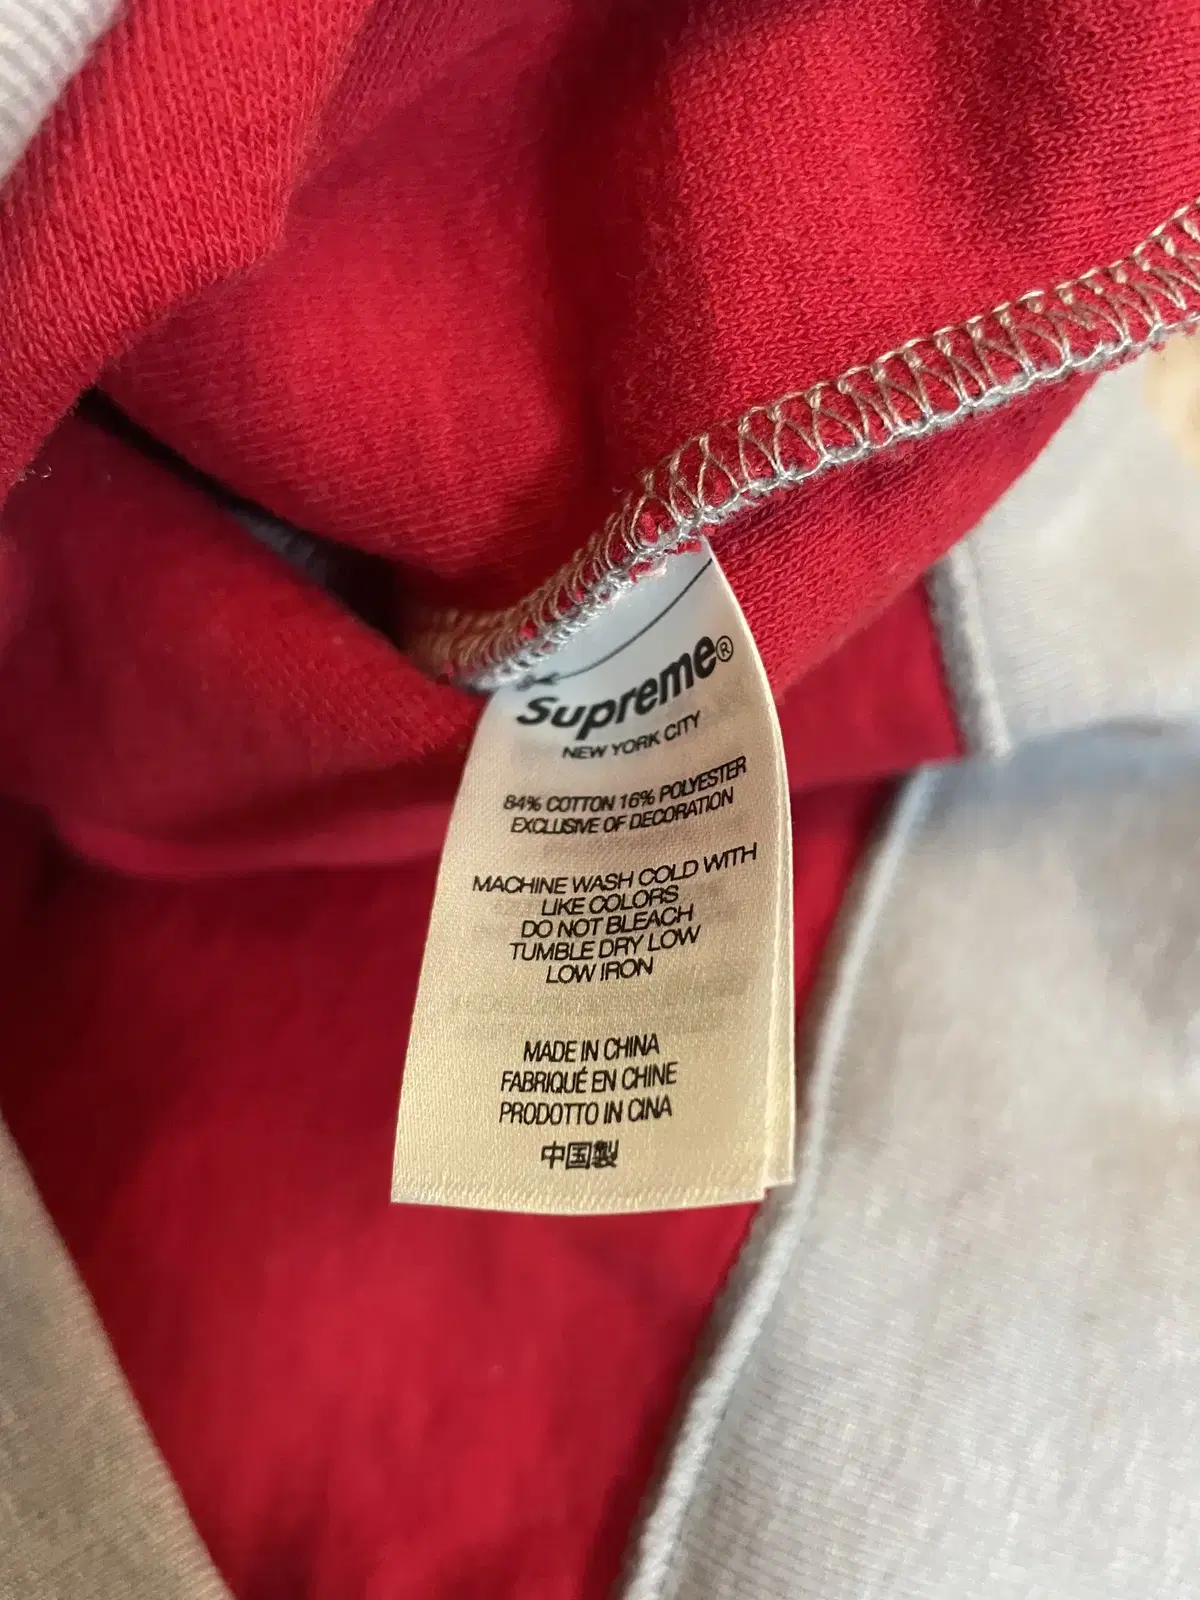 Supreme®
NEW YORK CITY
84% COTTON 16% POLYESTER
EXCLUSIVE OF DECORATION
MACHINE WASH COLD WITH
LIKE COLORS
DO NOT BLEACH
TUMBLE DRY LOW
LOW IRON
MADE IN CHINA
FABRIQUÉ EN CHINE
PRODOTTO IN CINA
中国製